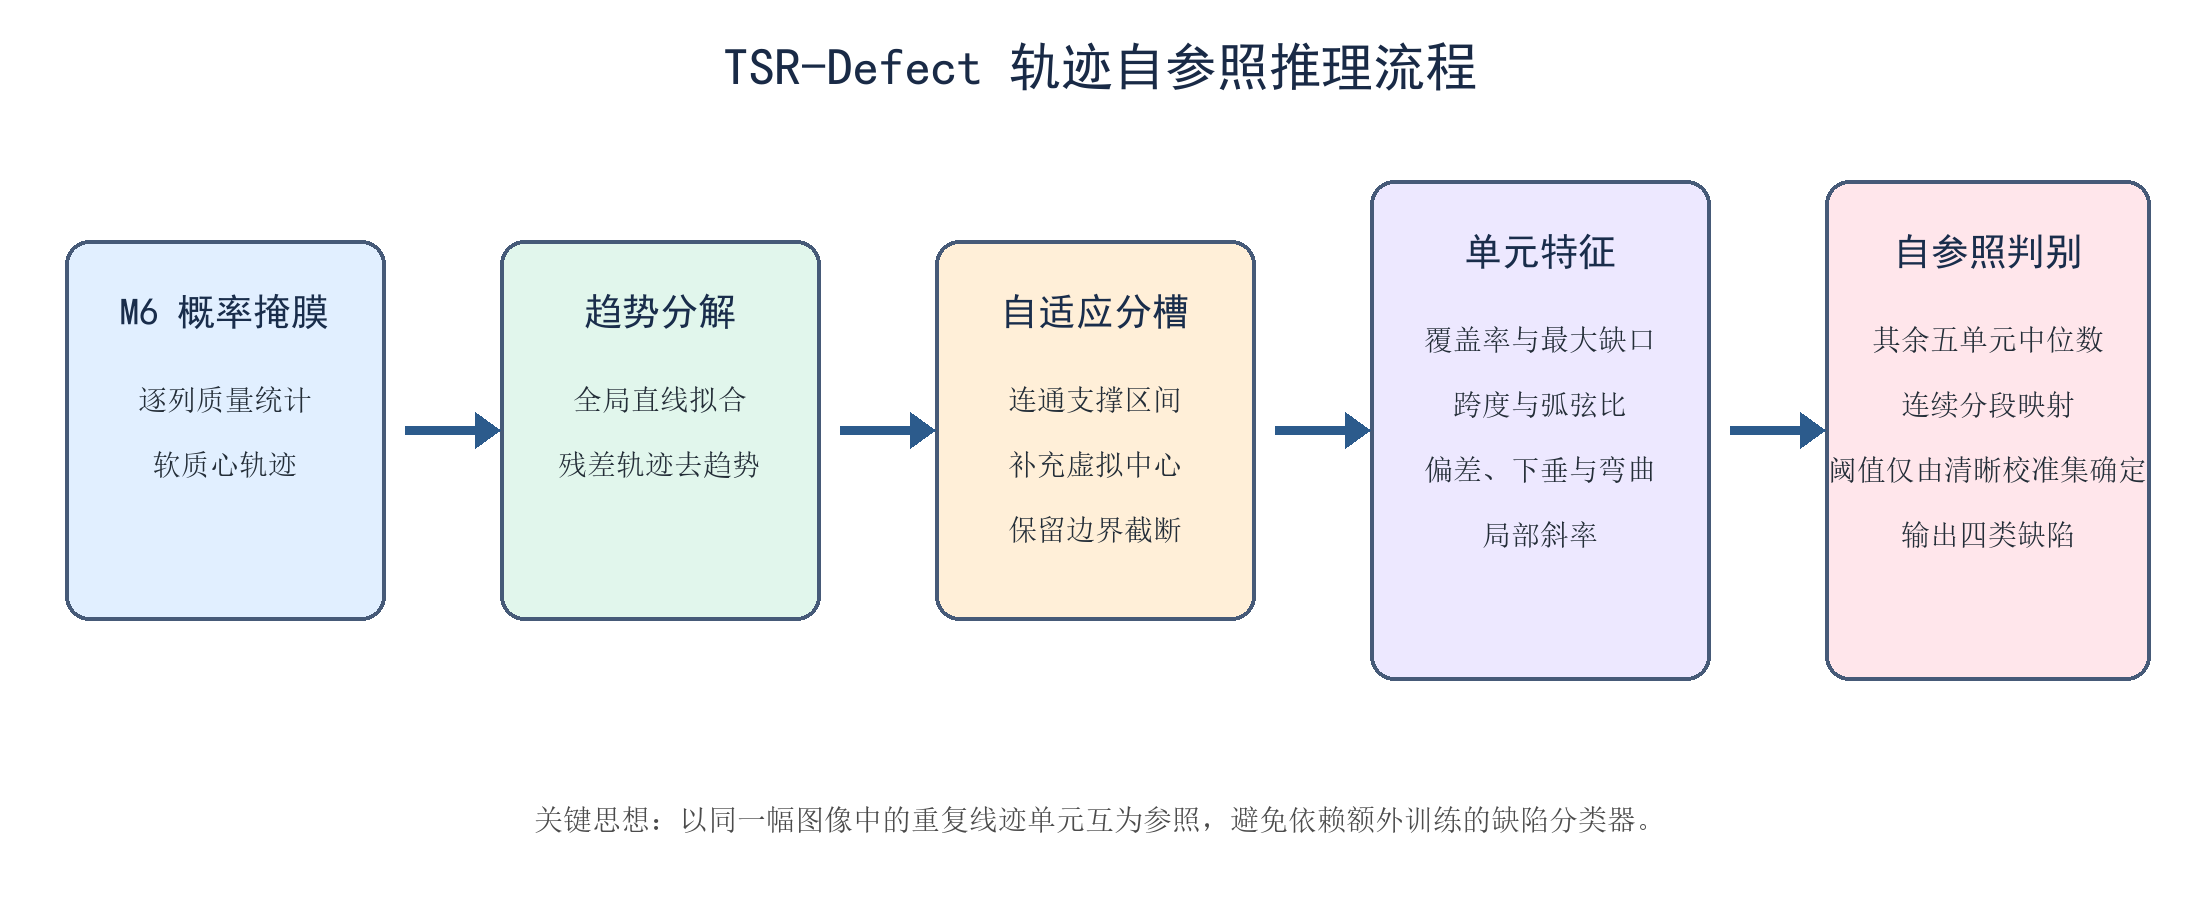 TSR-Defect 轨迹自参照推理流程
M6 概率掩膜
逐列质量统计
软质心轨迹
趋势分解
全局直线拟合
残差轨迹去趋势
自适应分槽
连通支撑区间
补充虚拟中心
保留边界截断
单元特征
覆盖率与最大缺口
跨度与弧弦比
偏差、下垂与弯曲
局部斜率
自参照判别
其余五单元中位数
连续分段映射
阈值仅由清晰校准集确定
输出四类缺陷
关键思想：以同一幅图像中的重复线迹单元互为参照，避免依赖额外训练的缺陷分类器。